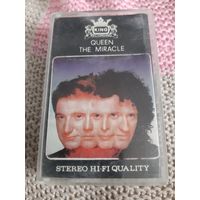 KING
QUEEN
THE MIRACLE
STEREO HI-FI QUALITY